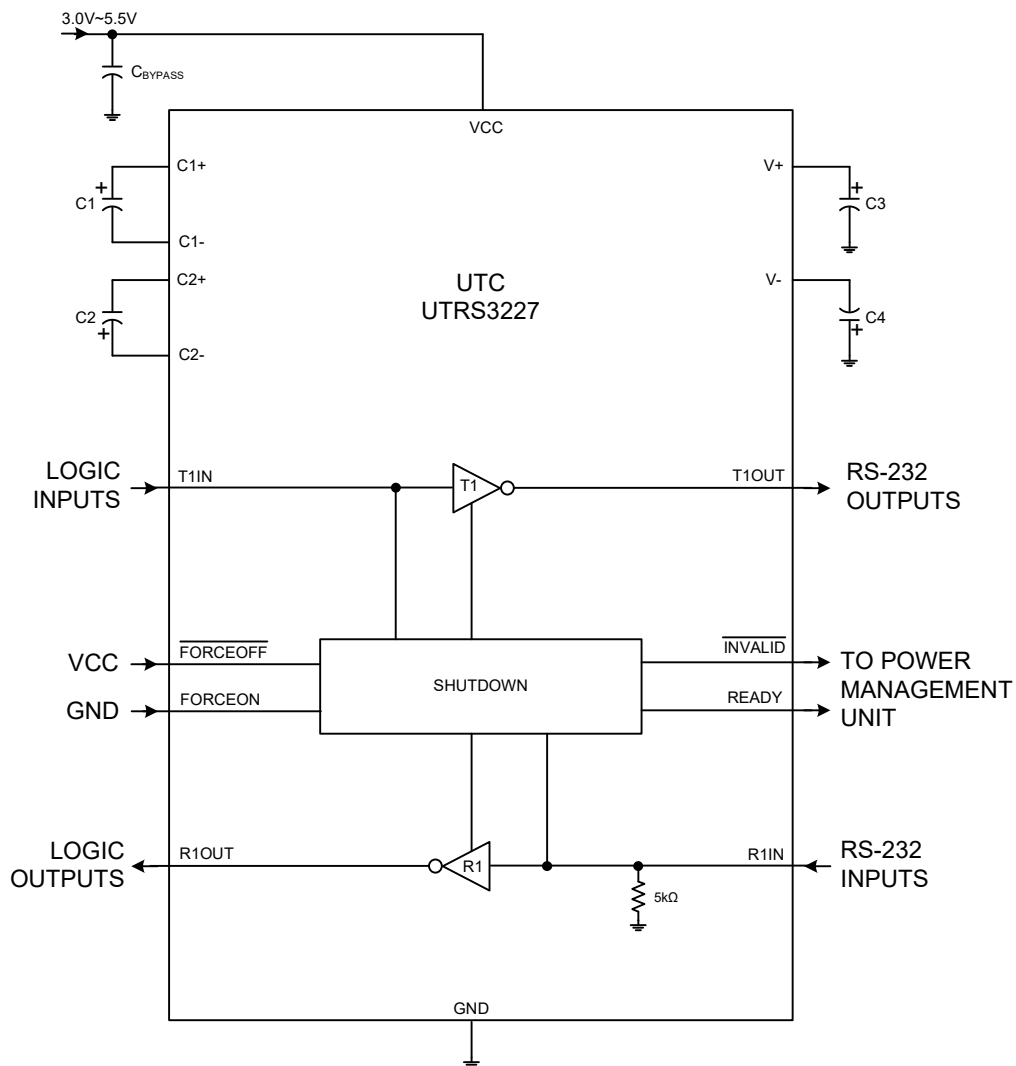 3.0V~5.5V
CBYPASS
VCC
C1+
V+
C1
C3
C1-
C2+
V-
UTC
UTRS3227
C2
C4
C2-
LOGIC
INPUTS
T1IN
T1
T1OUT
RS-232
OUTPUTS
VCC
FORCEOFF
INVALID
TO POWER
MANAGEMENT
UNIT
SHUTDOWN
GND
FORCEON
READY
LOGIC
OUTPUTS
R1OUT
R1
R1IN
RS-232
INPUTS
5kΩ
GND